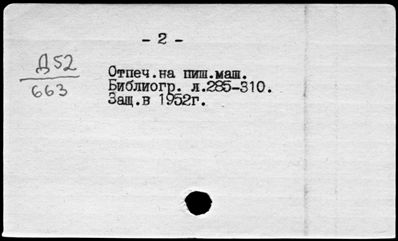 - 2 -
Д52
663
Отпеч.на пиш.маш.
Библиогр. л.285-310.
Защ.в 1952г.